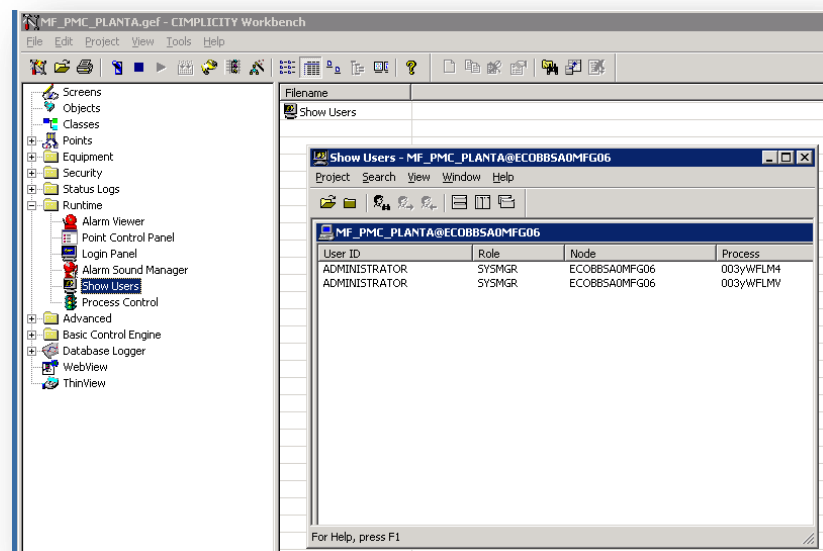 MF_PMC_PLANTA.gef - CIMPLICITY Workbench
File Edit Project View Tools Help
Screens
Objects
Classes
Points
Equipment
Security
Status Logs
Runtime
Alarm Viewer
Point Control Panel
Login Panel
Alarm Sound Manager
Show Users
Process Control
Advanced
Basic Control Engine
Database Logger
WebView
ThinView
Filename
Show Users
Show Users - MF_PMC_PLANTA@ECOBBSA0MFG06
Project Search View Window Help
MF_PMC_PLANTA@ECOBBSA0MFG06
User ID Role Node Process
ADMINISTRATOR SYSMGR ECOBBSA0MFG06 003yWFLM4
ADMINISTRATOR SYSMGR ECOBBSA0MFG06 003yWFLMV
For Help, press F1